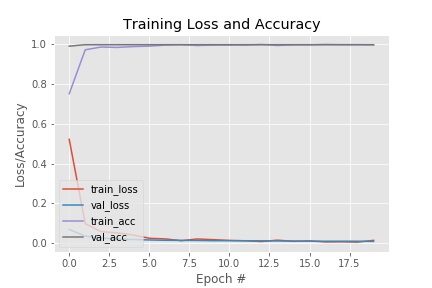 Training Loss and Accuracy
Loss/Accuracy
1.0
0.8
0.6
0.4
0.2
0.0
train_loss
val_loss
train_acc
val_acc
0.0 2.5 5.0 7.5 10.0 12.5 15.0 17.5
Epoch #